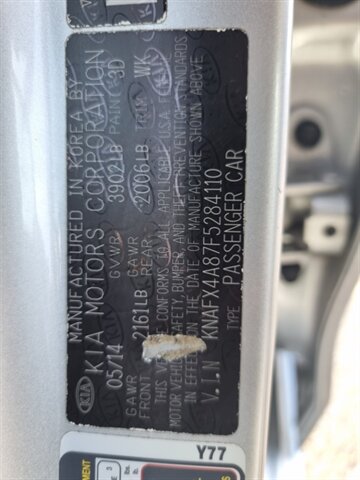 KIA
MANUFACTURED IN KOREA BY
KIA MOTORS CORPORATION
05/14 GVWR 3902LB PAINT 3D
GAWR FRONT 2161LB GAWR REAR 2006LB TRIM WK
THIS VEHICLE CONFORMS TO ALL APPLICABLE U.S.A. FEDERAL
MOTOR VEHICLE SAFETY, BUMPER, AND THEFT PREVENTION STANDARDS
IN EFFECT ON THE DATE OF MANUFACTURE SHOWN ABOVE
V.I.N KNAFX4A87F5284110
TYPE PASSENGER CAR
Y77
3